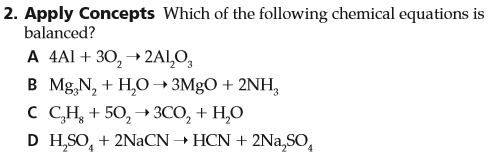 2. Apply Concepts Which of the following chemical equations is
balanced?
A 4Al + 3O₂ → 2Al₂O₃
B Mg₃N₂ + H₂O → 3MgO + 2NH₃
C C₃H₈ + 5O₂ → 3CO₂ + H₂O
D H₂SO₄ + 2NaCN → HCN + 2Na₂SO₄